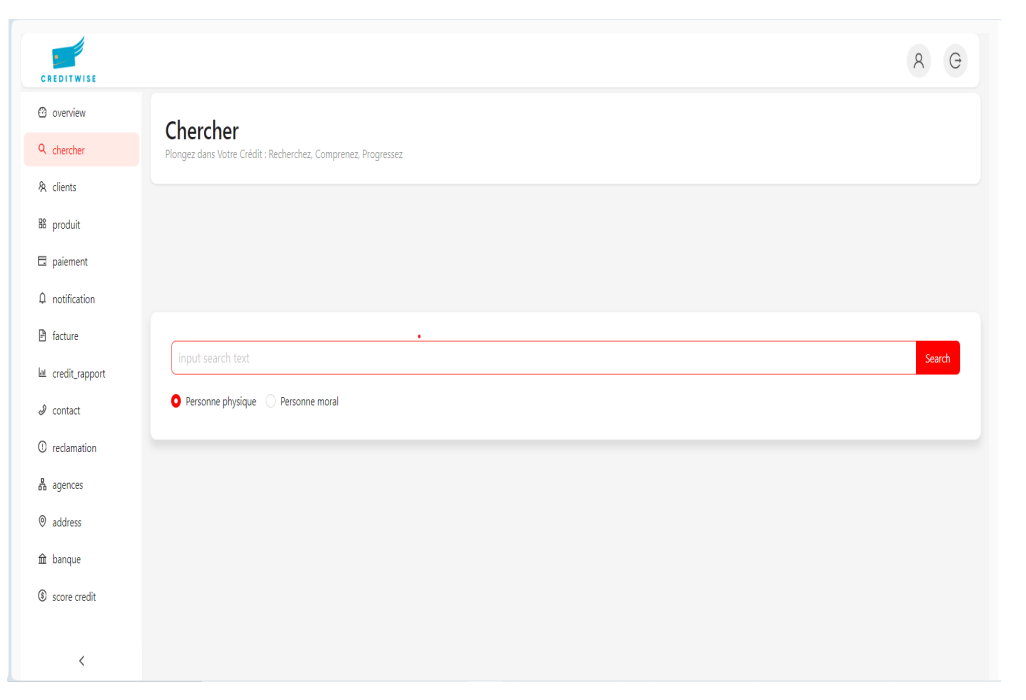 CREDITWISE
overview
chercher
clients
produit
paiement
notification
facture
credit_rapport
contact
reclamation
agences
address
banque
score credit
Chercher
Plongez dans Votre Crédit : Recherchez, Comprenez, Progressez
input search text
Search
Personne physique
Personne moral